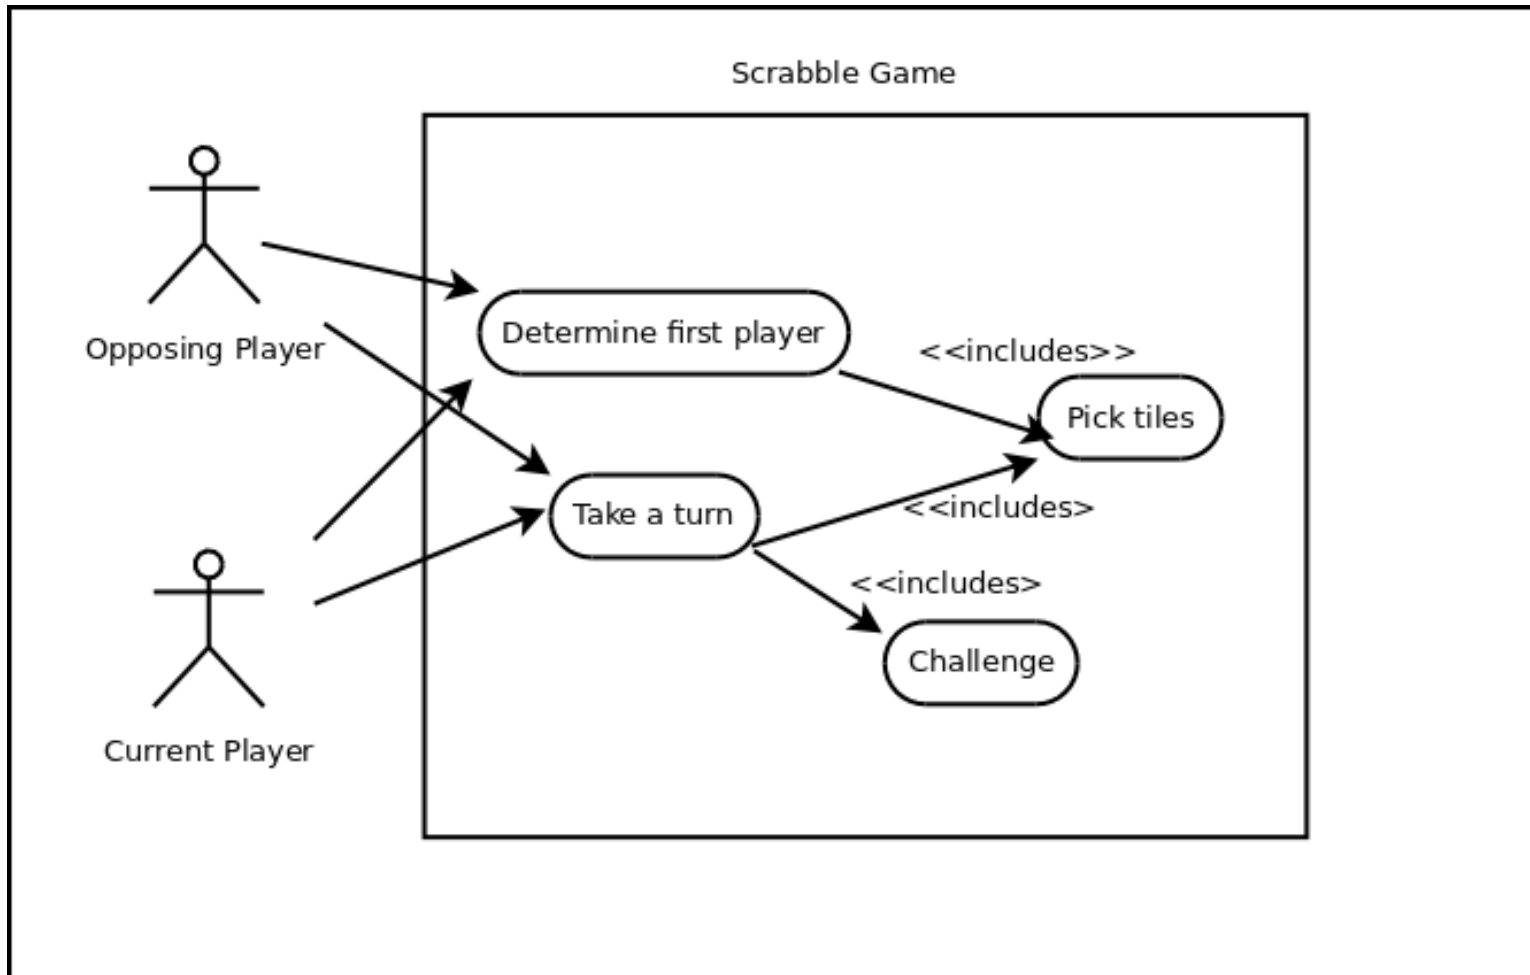 Scrabble Game
Opposing Player
Determine first player
<<includes>>
Pick tiles
Take a turn
<<includes>
<<includes>
Challenge
Current Player